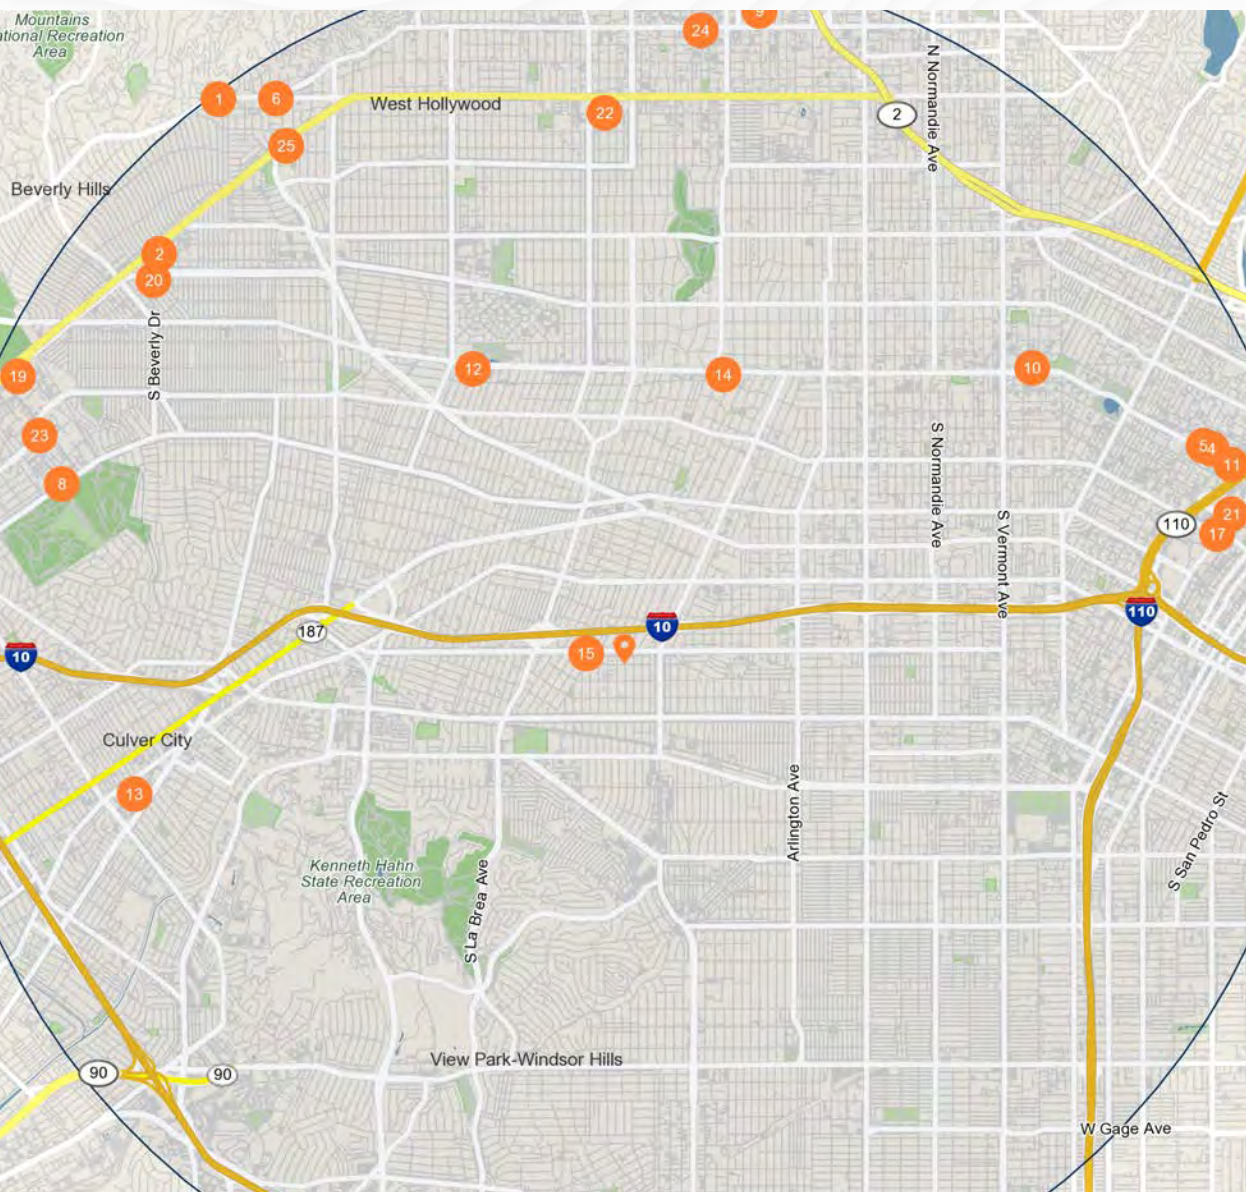 Mountains
ational Recreation
Area
9
24
1
6
West Hollywood
22
2
N Normandie Ave
25
Beverly Hills
2
20
S Beverly Dr
19
12
14
10
23
8
S Normandie Ave
5
4
11
21
17
110
S Vermont Ave
187
10
110
15
10
Culver City
13
Arlington Ave
S San Pedro St
Kenneth Hahn
State Recreation
Area
S La Brea Ave
View Park-Windsor Hills
90
90
W Gage Ave